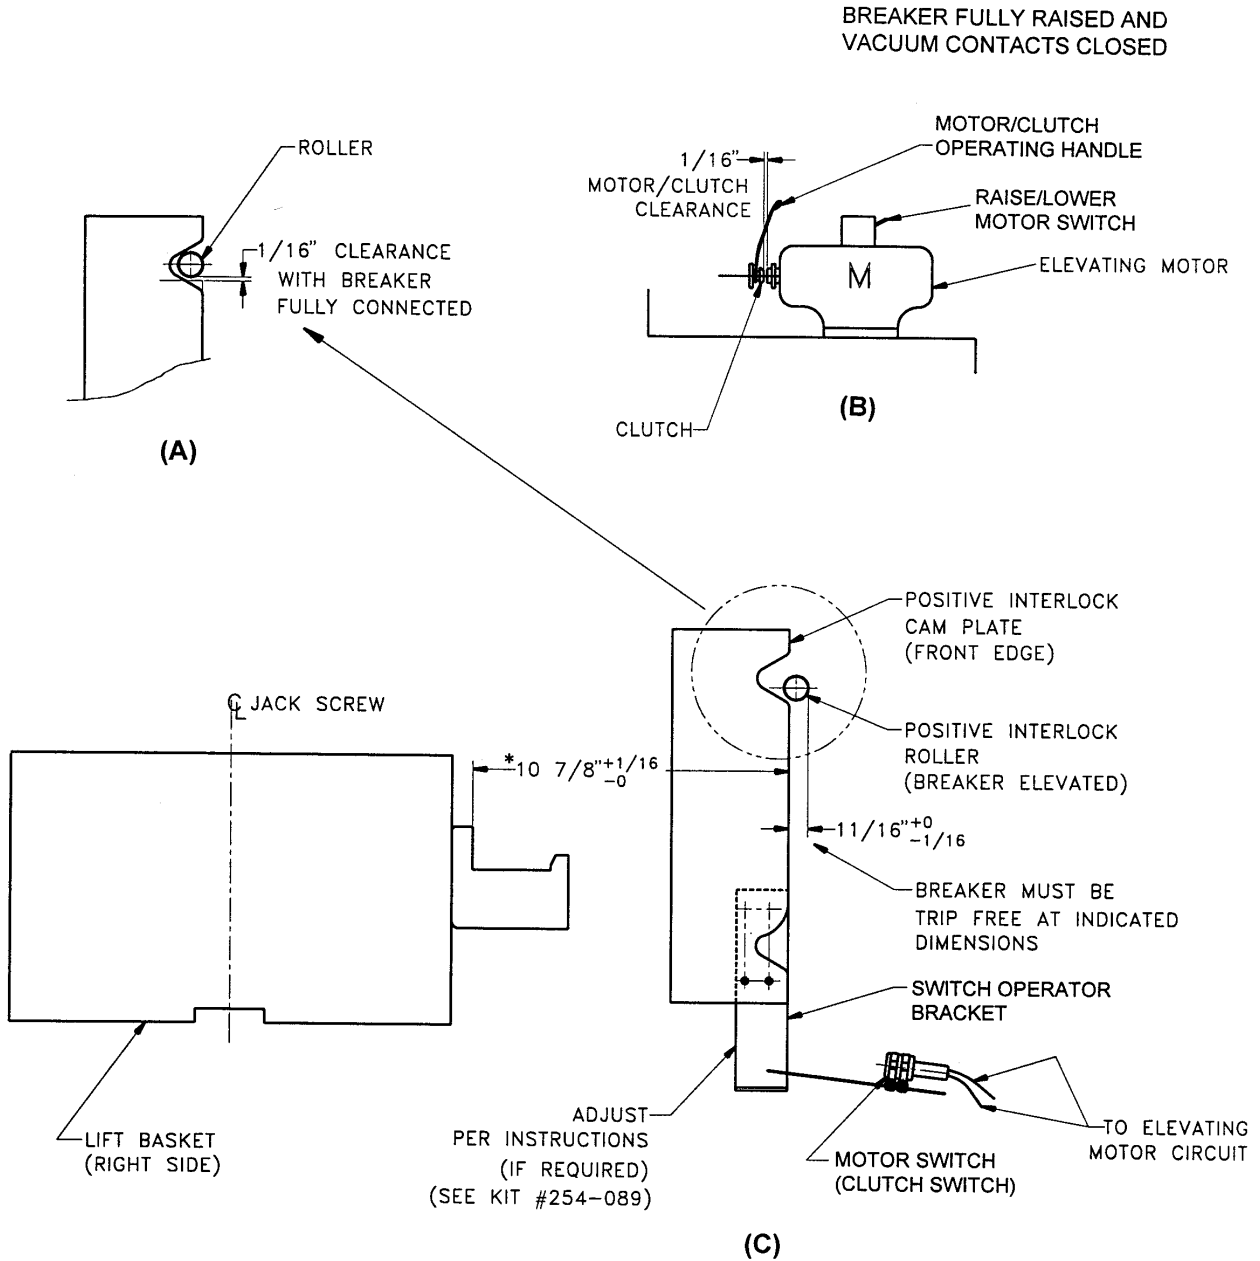 BREAKER FULLY RAISED AND
VACUUM CONTACTS CLOSED
ROLLER
1/16" CLEARANCE
WITH BREAKER
FULLY CONNECTED
(A)
1/16"
MOTOR/CLUTCH
CLEARANCE
MOTOR/CLUTCH
OPERATING HANDLE
RAISE/LOWER
MOTOR SWITCH
ELEVATING MOTOR
M
CLUTCH
(B)
POSITIVE INTERLOCK
CAM PLATE
(FRONT EDGE)
℄ JACK SCREW
POSITIVE INTERLOCK
ROLLER
(BREAKER ELEVATED)
*10 7/8" +1/16 -0
11/16" +0 -1/16
BREAKER MUST BE
TRIP FREE AT INDICATED
DIMENSIONS
SWITCH OPERATOR
BRACKET
LIFT BASKET
(RIGHT SIDE)
ADJUST
PER INSTRUCTIONS
(IF REQUIRED)
(SEE KIT #254-089)
TO ELEVATING
MOTOR CIRCUIT
MOTOR SWITCH
(CLUTCH SWITCH)
(C)